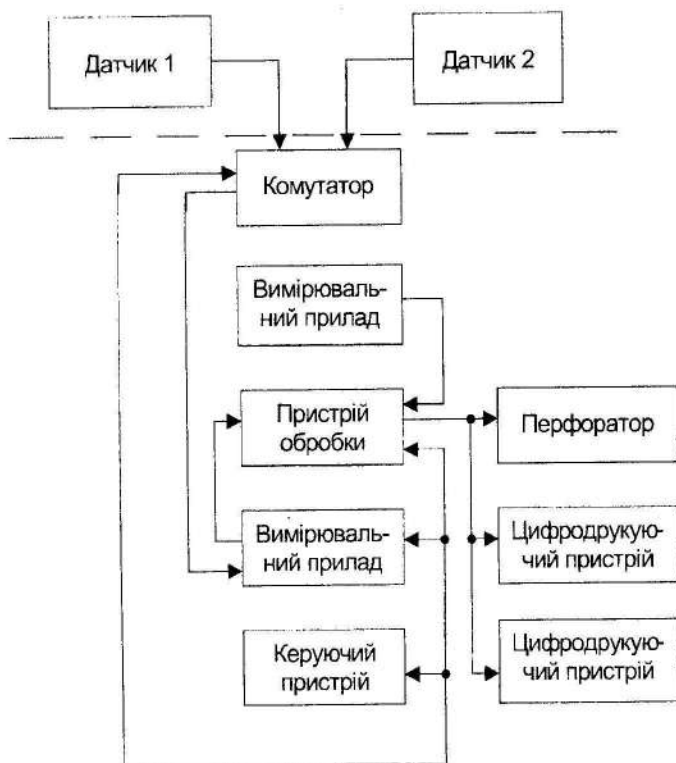 Датчик 1
Датчик 2
Комутатор
Вимірюваль-
ний прилад
Пристрій
обробки
Перфоратор
Вимірюваль-
ний прилад
Цифродрукую-
чий пристрій
Керуючий
пристрій
Цифродрукую-
чий пристрій